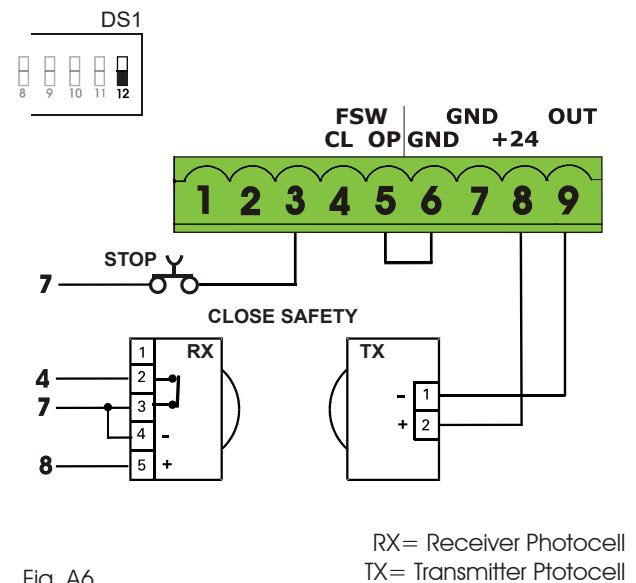 DS1
8 9 10 11 12
FSW GND OUT
CL OP GND +24
1 2 3 4 5 6 7 8 9
STOP
7
CLOSE SAFETY
1 RX TX
4 2 - 1
7 3 + 2
4 -
8 5 +
RX= Receiver Photocell
TX= Transmitter Ptotocell
Fig. A6